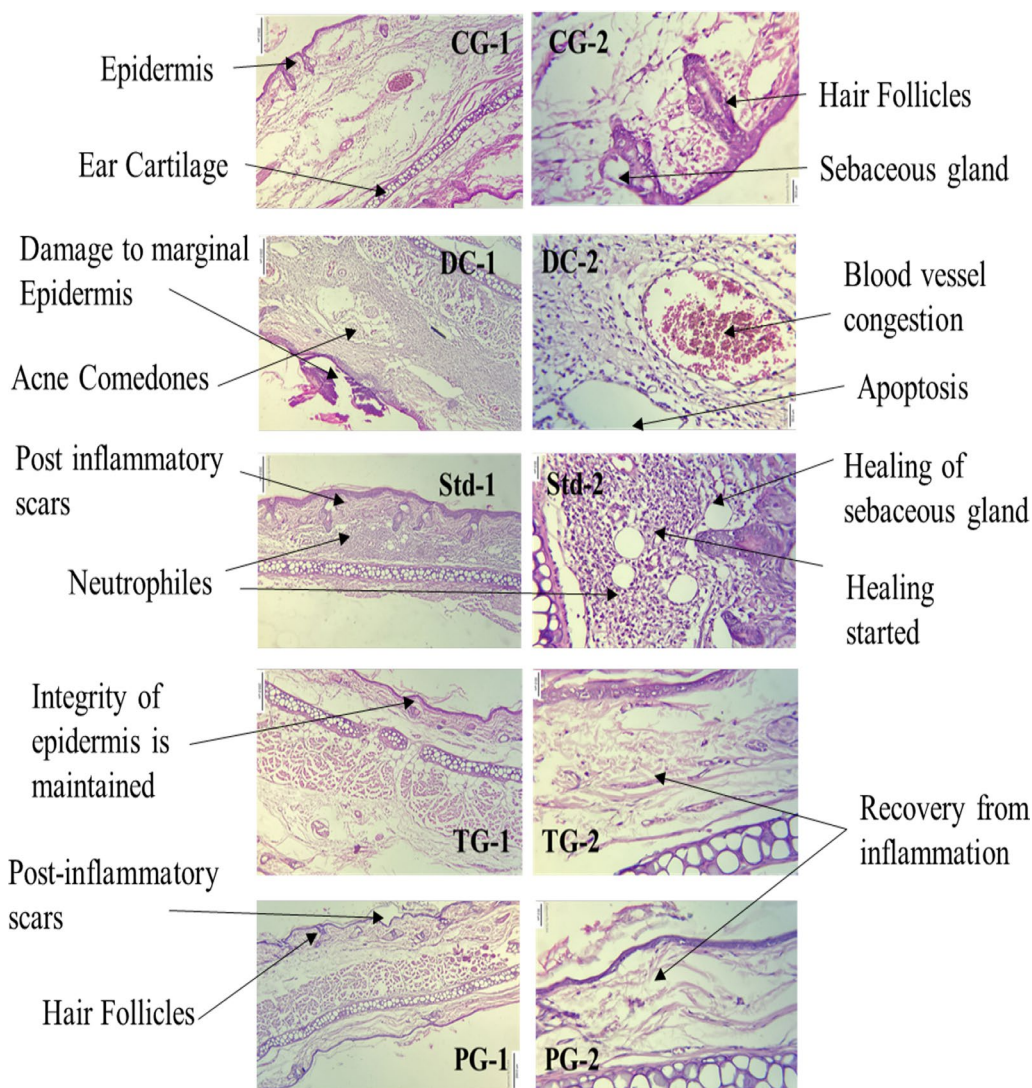 CG-1
CG-2
Epidermis
Hair Follicles
Ear Cartilage
Sebaceous gland
Damage to marginal
Epidermis
DC-1
DC-2
Blood vessel
congestion
Acne Comedones
Apoptosis
Post inflammatory
scars
Std-1
Std-2
Healing of
sebaceous gland
Neutrophiles
Healing
started
Integrity of
epidermis is
maintained
TG-1
TG-2
Recovery from
inflammation
Post-inflammatory
scars
Hair Follicles
PG-1
PG-2